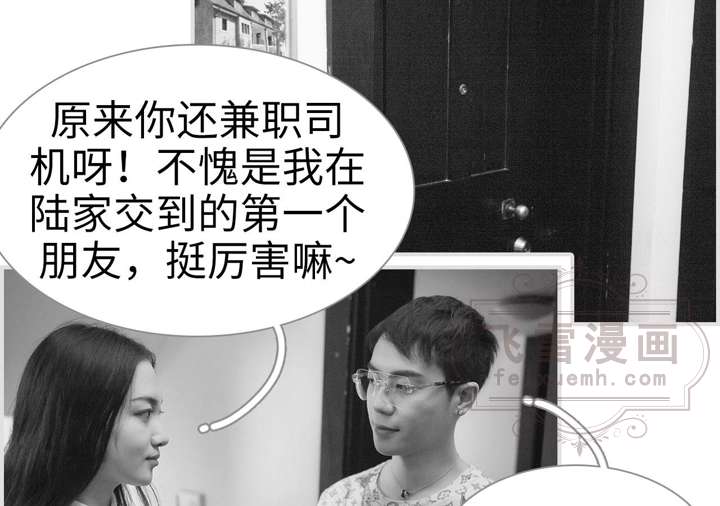 原来你还兼职司
机呀！不愧是我在
陆家交到的第一个
朋友，挺厉害嘛~
飞雪漫画
feixuemh.com